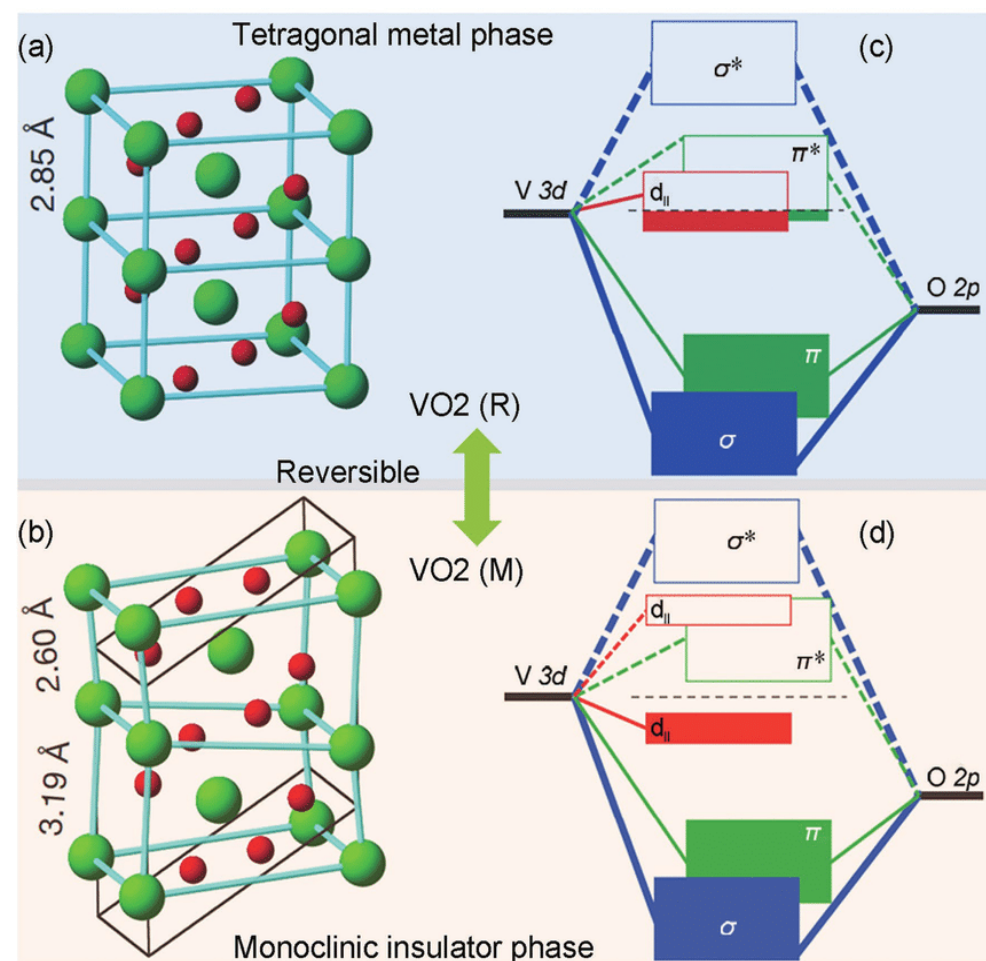 (a)
Tetragonal metal phase
(c)
σ*
2.85 Å
π*
V 3d
d||
O 2p
π
σ
VO2 (R)
Reversible
(b)
VO2 (M)
(d)
σ*
2.60 Å
d||
π*
V 3d
d||
3.19 Å
O 2p
π
σ
Monoclinic insulator phase